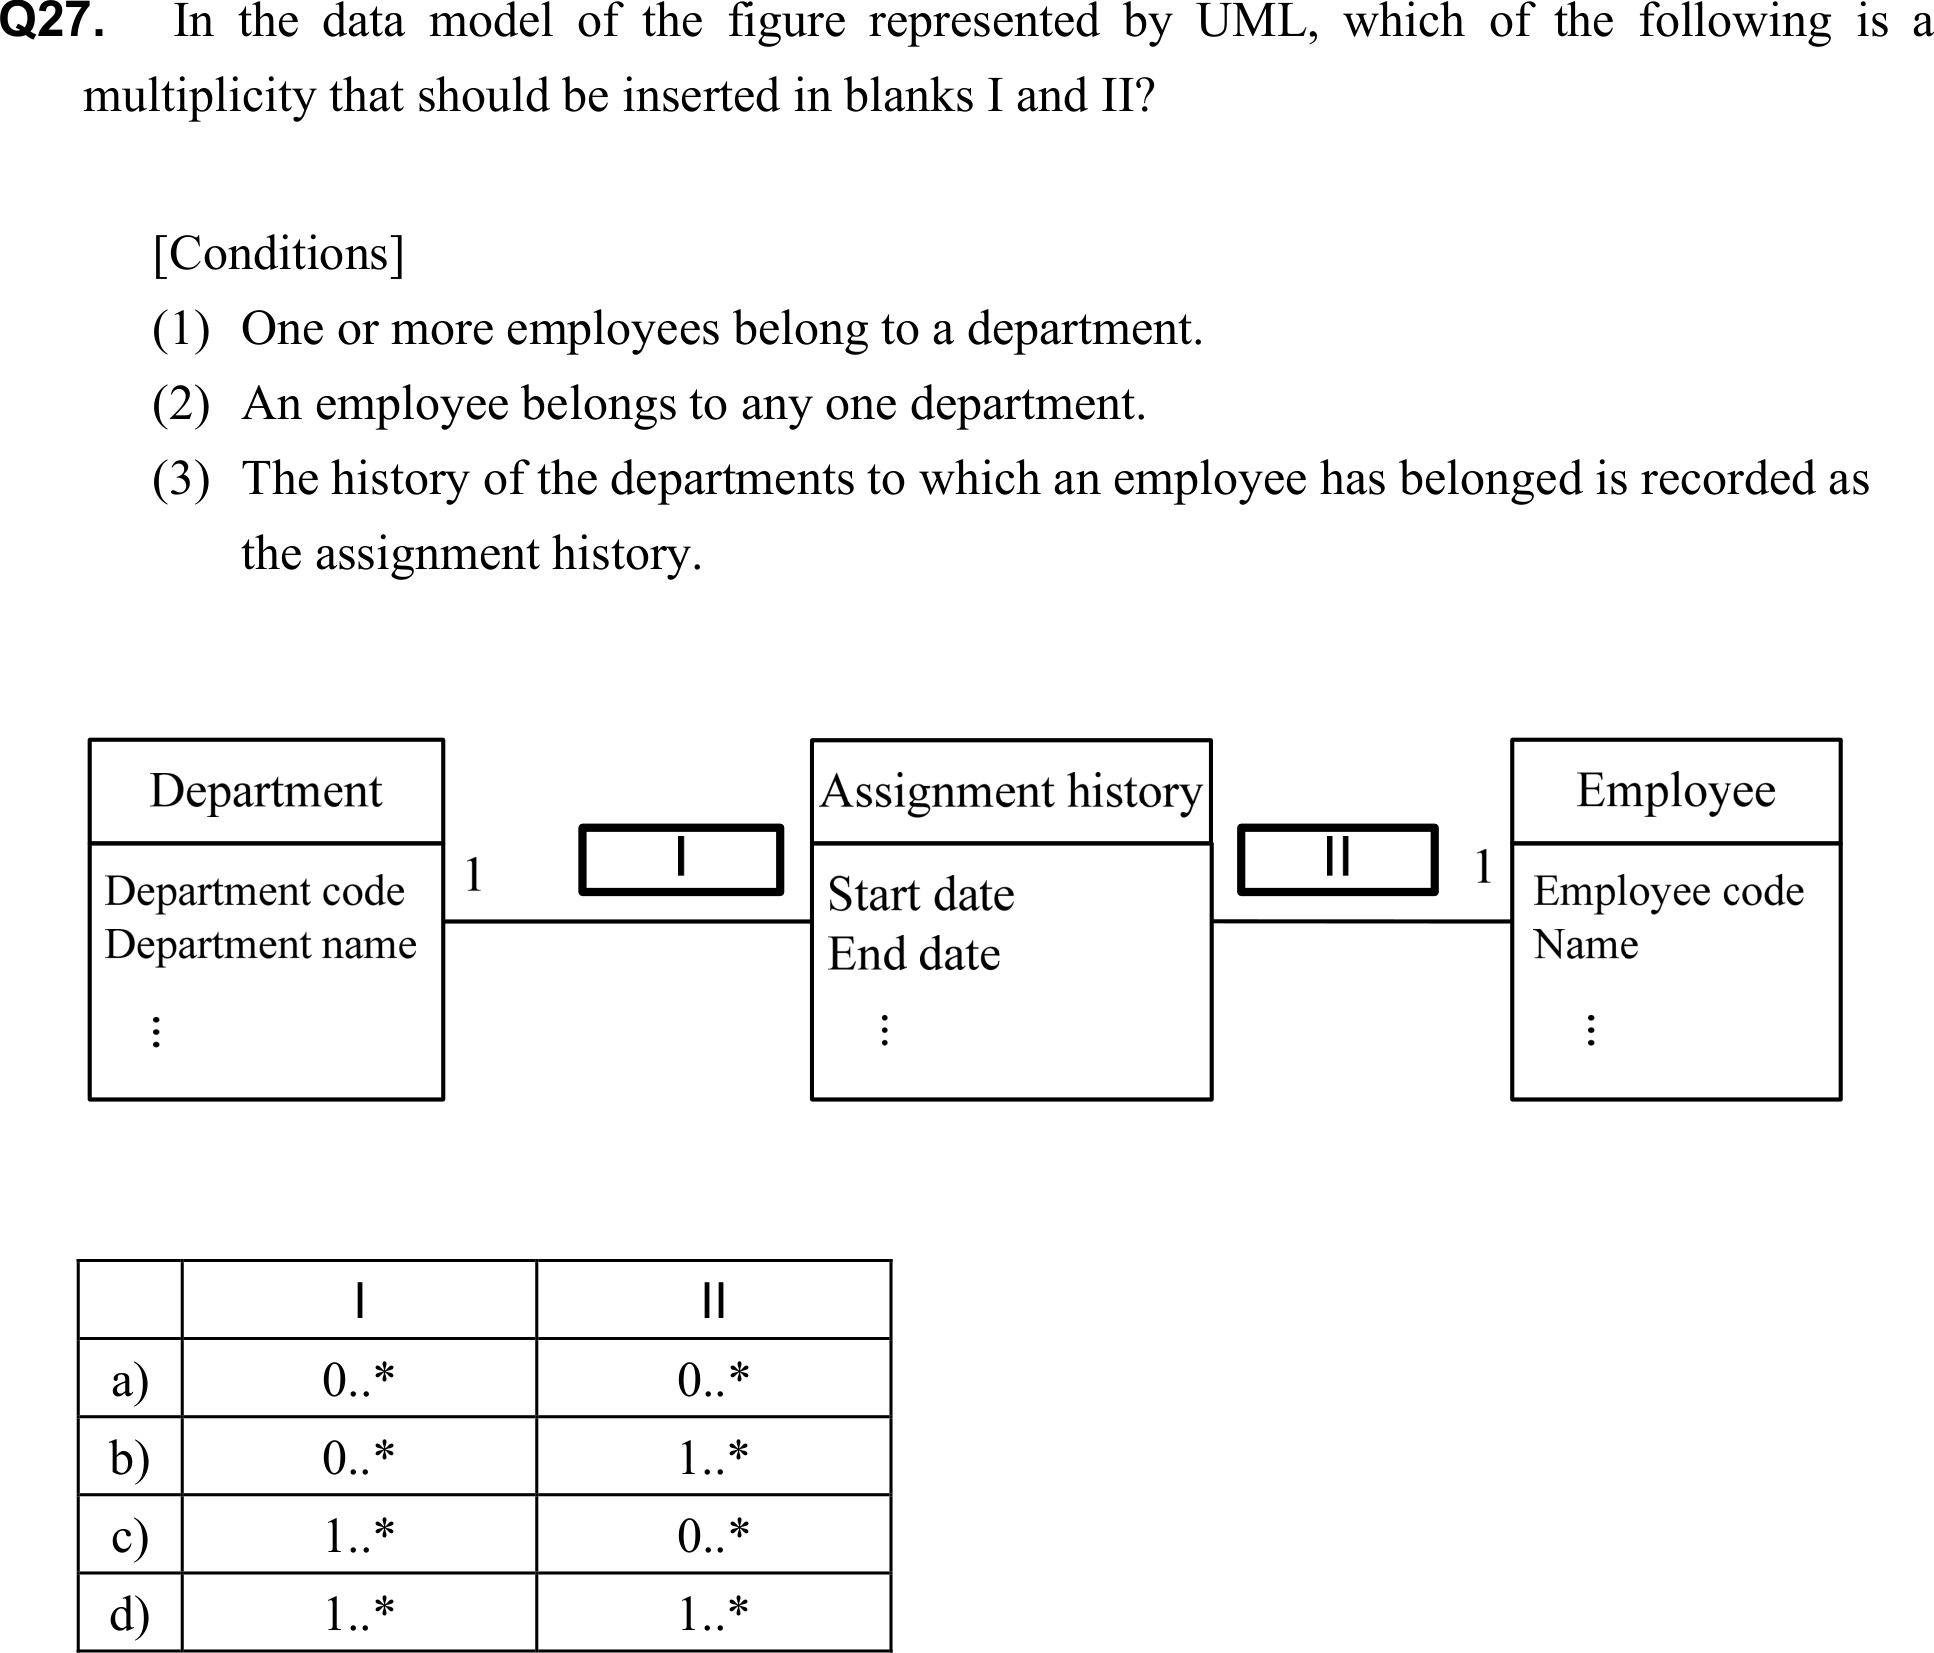 Q27. In the data model of the figure represented by UML, which of the following is a
multiplicity that should be inserted in blanks I and II?
[Conditions]
(1) One or more employees belong to a department.
(2) An employee belongs to any one department.
(3) The history of the departments to which an employee has belonged is recorded as
the assignment history.
Department
Department code
Department name
⋮
1
I
Assignment history
Start date
End date
⋮
II
1
Employee
Employee code
Name
⋮
I II
a) 0..* 0..*
b) 0..* 1..*
c) 1..* 0..*
d) 1..* 1..*